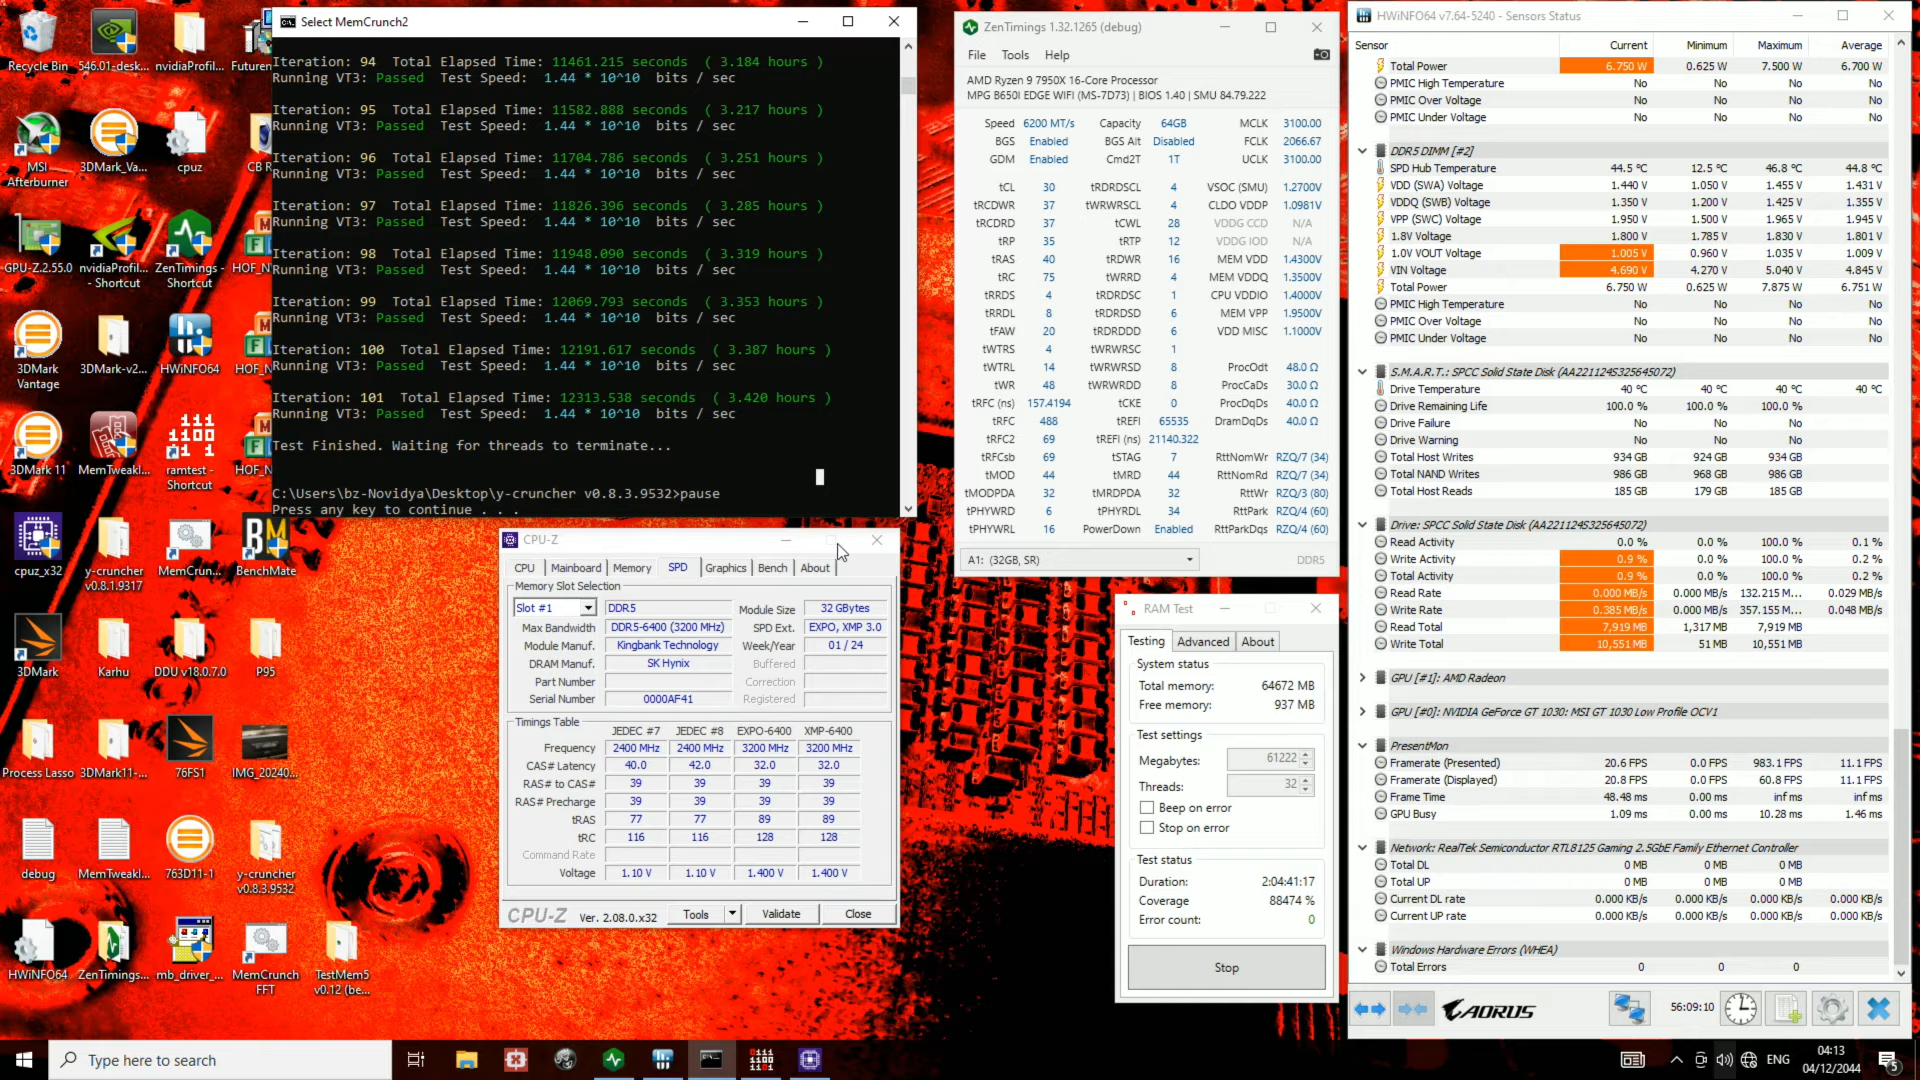 Recycle Bin
546.01-desk...
nvidiaProfil...
Futuren
MSI Afterburner
3DMark_Va...
cpuz
CB R
GPU-Z.2.55.0
nvidiaProfil... - Shortcut
ZenTimings - Shortcut
HOF_N
3DMark Vantage
3DMark-v2...
HWiNFO64
HOF_
3DMark 11
MemTweakl...
ramtest - Shortcut
HOF_N
cpuz_x32
y-cruncher v0.8.1.9317
MemCrun...
BenchMate
3DMark
Karhu
DDU v18.0.7.0
P95
Process Lasso
3DMark11-...
76FS1
IMG_20240...
debug
MemTweakl...
763D11-1
y-cruncher v0.8.3.9532
HWiNFO64
ZenTimings...
mb_driver_...
MemCrunch FFT
TestMem5 v0.12 (be...
Select MemCrunch2
Iteration: 94 Total Elapsed Time: 11461.215 seconds ( 3.184 hours )
Running VT3: Passed Test Speed: 1.44 * 10^10 bits / sec
Iteration: 95 Total Elapsed Time: 11582.888 seconds ( 3.217 hours )
Running VT3: Passed Test Speed: 1.44 * 10^10 bits / sec
Iteration: 96 Total Elapsed Time: 11704.786 seconds ( 3.251 hours )
Running VT3: Passed Test Speed: 1.44 * 10^10 bits / sec
Iteration: 97 Total Elapsed Time: 11826.396 seconds ( 3.285 hours )
Running VT3: Passed Test Speed: 1.44 * 10^10 bits / sec
Iteration: 98 Total Elapsed Time: 11948.090 seconds ( 3.319 hours )
Running VT3: Passed Test Speed: 1.44 * 10^10 bits / sec
Iteration: 99 Total Elapsed Time: 12069.793 seconds ( 3.353 hours )
Running VT3: Passed Test Speed: 1.44 * 10^10 bits / sec
Iteration: 100 Total Elapsed Time: 12191.617 seconds ( 3.387 hours )
Running VT3: Passed Test Speed: 1.44 * 10^10 bits / sec
Iteration: 101 Total Elapsed Time: 12313.538 seconds ( 3.420 hours )
Running VT3: Passed Test Speed: 1.44 * 10^10 bits / sec
Test Finished. Waiting for threads to terminate...
C:\Users\bz-Novidya\Desktop\y-cruncher v0.8.3.9532>pause
Press any key to continue . . .
CPU-Z
CPU Mainboard Memory SPD Graphics Bench About
Memory Slot Selection
Slot #1 DDR5 Module Size 32 GBytes
Max Bandwidth DDR5-6400 (3200 MHz) SPD Ext. EXPO, XMP 3.0
Module Manuf. Kingbank Technology Week/Year 01 / 24
DRAM Manuf. SK Hynix Buffered
Part Number Correction
Serial Number 0000AF41 Registered
Timings Table
JEDEC #7 JEDEC #8 EXPO-6400 XMP-6400
Frequency 2400 MHz 2400 MHz 3200 MHz 3200 MHz
CAS# Latency 40.0 42.0 32.0 32.0
RAS# to CAS# 39 39 39 39
RAS# Precharge 39 39 39 39
tRAS 77 77 89 89
tRC 116 116 128 128
Command Rate
Voltage 1.10 V 1.10 V 1.400 V 1.400 V
CPU-Z Ver. 2.08.0.x32 Tools Validate Close
ZenTimings 1.32.1265 (debug)
File Tools Help
AMD Ryzen 9 7950X 16-Core Processor
MPG B650I EDGE WIFI (MS-7D73) | BIOS 1.40 | SMU 84.79.222
Speed 6200 MT/s Capacity 64GB MCLK 3100.00
BGS Enabled BGS Alt Disabled FCLK 2066.67
GDM Enabled Cmd2T 1T UCLK 3100.00
tCL 30 tRDRDSCL 4 VSOC (SMU) 1.2700V
tRCDWR 37 tWRWRSCL 4 CLDO VDDP 1.0981V
tRCDRD 37 tCWL 28 VDDG CCD N/A
tRP 35 tRTP 12 VDDG IOD N/A
tRAS 40 tRDWR 16 MEM VDD 1.4300V
tRC 75 tWRRD 4 MEM VDDQ 1.3500V
tRRDS 4 tRDRDSC 1 CPU VDDIO 1.4000V
tRRDL 8 tRDRDSD 6 MEM VPP 1.9500V
tFAW 20 tRDRDDD 6 VDD MISC 1.1000V
tWTRS 4 tWRWRSC 1
tWTRL 14 tWRWRSD 8 ProcOdt 48.0 Ω
tWR 48 tWRWRDD 8 ProcCaDs 30.0 Ω
tRFC (ns) 157.4194 tCKE 0 ProcDqDs 40.0 Ω
tRFC 488 tREFI 65535 DramDqDs 40.0 Ω
tRFC2 69 tREFI (ns) 21140.322
tRFCsb 69 tSTAG 7 RttNomWr RZQ/7 (34)
tMOD 44 tMRD 44 RttNomRd RZQ/7 (34)
tMODPDA 32 tMRDPDA 32 RttWr RZQ/3 (80)
tPHYWRD 6 tPHYRDL 34 RttPark RZQ/4 (60)
tPHYWRL 16 PowerDown Enabled RttParkDqs RZQ/4 (60)
A1: (32GB, SR) DDR5
RAM Test
Testing Advanced About
System status
Total memory: 64672 MB
Free memory: 937 MB
Test settings
Megabytes: 61222
Threads: 32
Beep on error
Stop on error
Test status
Duration: 2:04:41:17
Coverage 88474 %
Error count: 0
Stop
HWiNFO64 v7.64-5240 - Sensors Status
Sensor Current Minimum Maximum Average
Total Power 6.750 W 0.625 W 7.500 W 6.700 W
PMIC High Temperature No No No No
PMIC Over Voltage No No No No
PMIC Under Voltage No No No No
DDR5 DIMM [#2]
SPD Hub Temperature 44.5 °C 12.5 °C 46.8 °C 44.8 °C
VDD (SWA) Voltage 1.440 V 1.050 V 1.455 V 1.431 V
VDDQ (SWB) Voltage 1.350 V 1.200 V 1.425 V 1.355 V
VPP (SWC) Voltage 1.950 V 1.500 V 1.965 V 1.945 V
1.8V Voltage 1.800 V 1.785 V 1.830 V 1.801 V
1.0V VOUT Voltage 1.005 V 0.960 V 1.035 V 1.009 V
VIN Voltage 4.690 V 4.270 V 5.040 V 4.845 V
Total Power 6.750 W 0.625 W 7.875 W 6.751 W
PMIC High Temperature No No No No
PMIC Over Voltage No No No No
PMIC Under Voltage No No No No
S.M.A.R.T.: SPCC Solid State Disk (AA221124S325645072)
Drive Temperature 40 °C 40 °C 40 °C 40 °C
Drive Remaining Life 100.0 % 100.0 % 100.0 %
Drive Failure No No No
Drive Warning No No No
Total Host Writes 934 GB 924 GB 934 GB
Total NAND Writes 986 GB 968 GB 986 GB
Total Host Reads 185 GB 179 GB 185 GB
Drive: SPCC Solid State Disk (AA221124S325645072)
Read Activity 0.0 % 0.0 % 100.0 % 0.1 %
Write Activity 0.9 % 0.0 % 100.0 % 0.2 %
Total Activity 0.9 % 0.0 % 100.0 % 0.2 %
Read Rate 0.000 MB/s 0.000 MB/s 132.215 M... 0.029 MB/s
Write Rate 0.385 MB/s 0.000 MB/s 357.155 M... 0.048 MB/s
Read Total 7,919 MB 1,317 MB 7,919 MB
Write Total 10,551 MB 51 MB 10,551 MB
GPU [#1]: AMD Radeon
GPU [#0]: NVIDIA GeForce GT 1030: MSI GT 1030 Low Profile OCV1
PresentMon
Framerate (Presented) 20.6 FPS 0.0 FPS 983.1 FPS 11.1 FPS
Framerate (Displayed) 20.8 FPS 0.0 FPS 60.8 FPS 11.1 FPS
Frame Time 48.48 ms 0.00 ms inf ms inf ms
GPU Busy 1.09 ms 0.00 ms 10.28 ms 1.46 ms
Network: RealTek Semiconductor RTL8125 Gaming 2.5GbE Family Ethernet Controller
Total DL 0 MB 0 MB 0 MB
Total UP 0 MB 0 MB 0 MB
Current DL rate 0.000 KB/s 0.000 KB/s 0.000 KB/s 0.000 KB/s
Current UP rate 0.000 KB/s 0.000 KB/s 0.000 KB/s 0.000 KB/s
Windows Hardware Errors (WHEA)
Total Errors 0 0 0
AORUS 56:09:10
Type here to search
ENG
04:13
04/12/2044
5